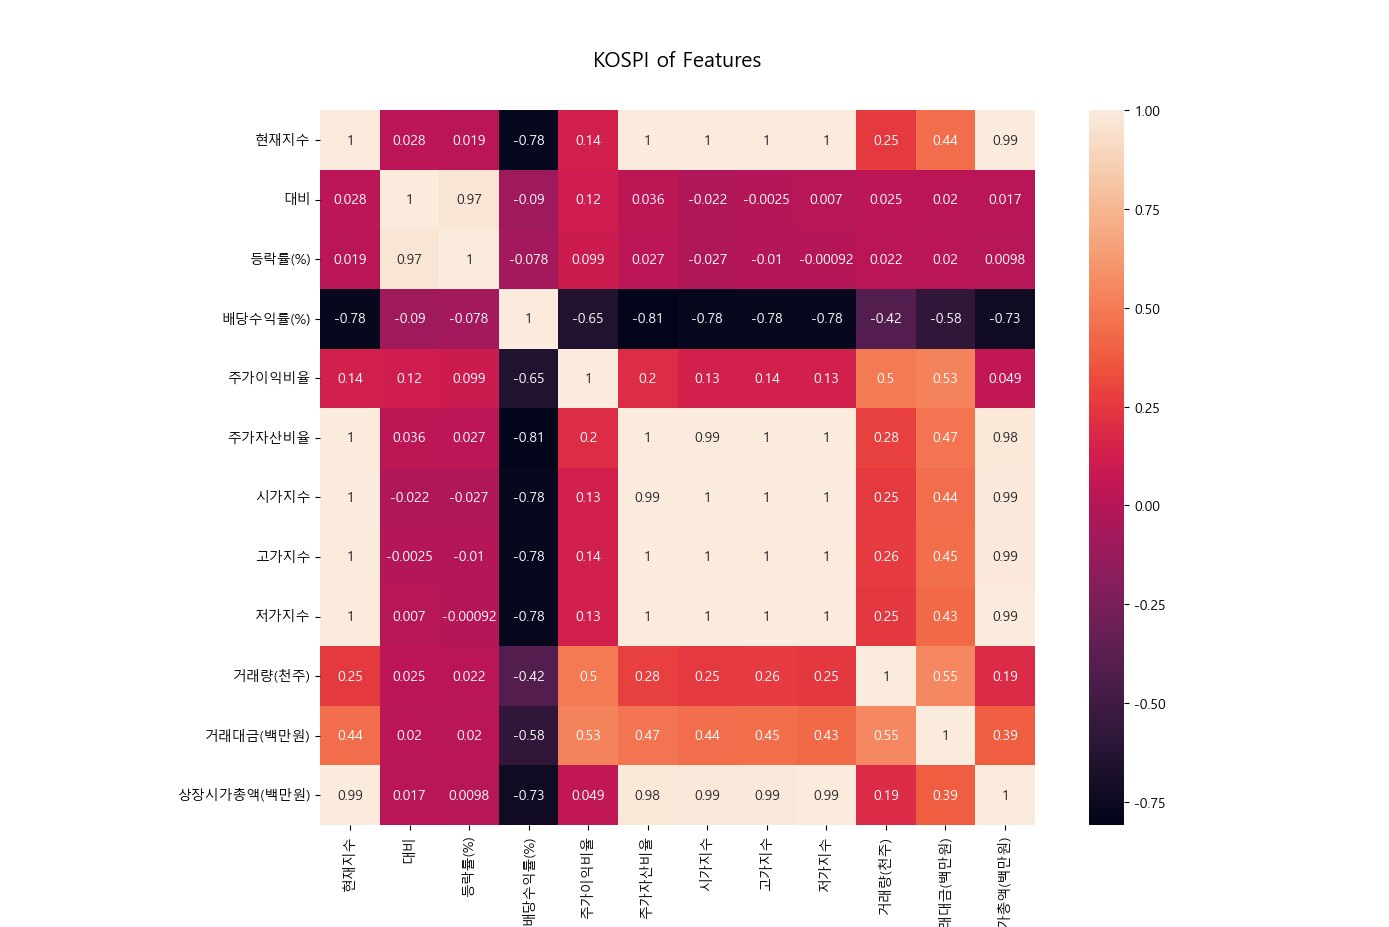 KOSPI of Features
현재지수 1 0.028 0.019 -0.78 0.14 1 1 1 1 0.25 0.44 0.99
대비 0.028 1 0.97 -0.09 0.12 0.036 -0.022 -0.0025 0.007 0.025 0.02 0.017
등락률(%) 0.019 0.97 1 -0.078 0.099 0.027 -0.027 -0.01 -0.00092 0.022 0.02 0.0098
배당수익률(%) -0.78 -0.09 -0.078 1 -0.65 -0.81 -0.78 -0.78 -0.78 -0.42 -0.58 -0.73
주가이익비율 0.14 0.12 0.099 -0.65 1 0.2 0.13 0.14 0.13 0.5 0.53 0.049
주가자산비율 1 0.036 0.027 -0.81 0.2 1 0.99 1 1 0.28 0.47 0.98
시가지수 1 -0.022 -0.027 -0.78 0.13 0.99 1 1 1 0.25 0.44 0.99
고가지수 1 -0.0025 -0.01 -0.78 0.14 1 1 1 1 0.26 0.45 0.99
저가지수 1 0.007 -0.00092 -0.78 0.13 1 1 1 1 0.25 0.43 0.99
거래량(천주) 0.25 0.025 0.022 -0.42 0.5 0.28 0.25 0.26 0.25 1 0.55 0.19
거래대금(백만원) 0.44 0.02 0.02 -0.58 0.53 0.47 0.44 0.45 0.43 0.55 1 0.39
상장시가총액(백만원) 0.99 0.017 0.0098 -0.73 0.049 0.98 0.99 0.99 0.99 0.19 0.39 1
현재지수
대비
등락률(%)
배당수익률(%)
주가이익비율
주가자산비율
시가지수
고가지수
저가지수
거래량(천주)
래대금(백만원)
가총액(백만원)
1.00
0.75
0.50
0.25
0.00
-0.25
-0.50
-0.75